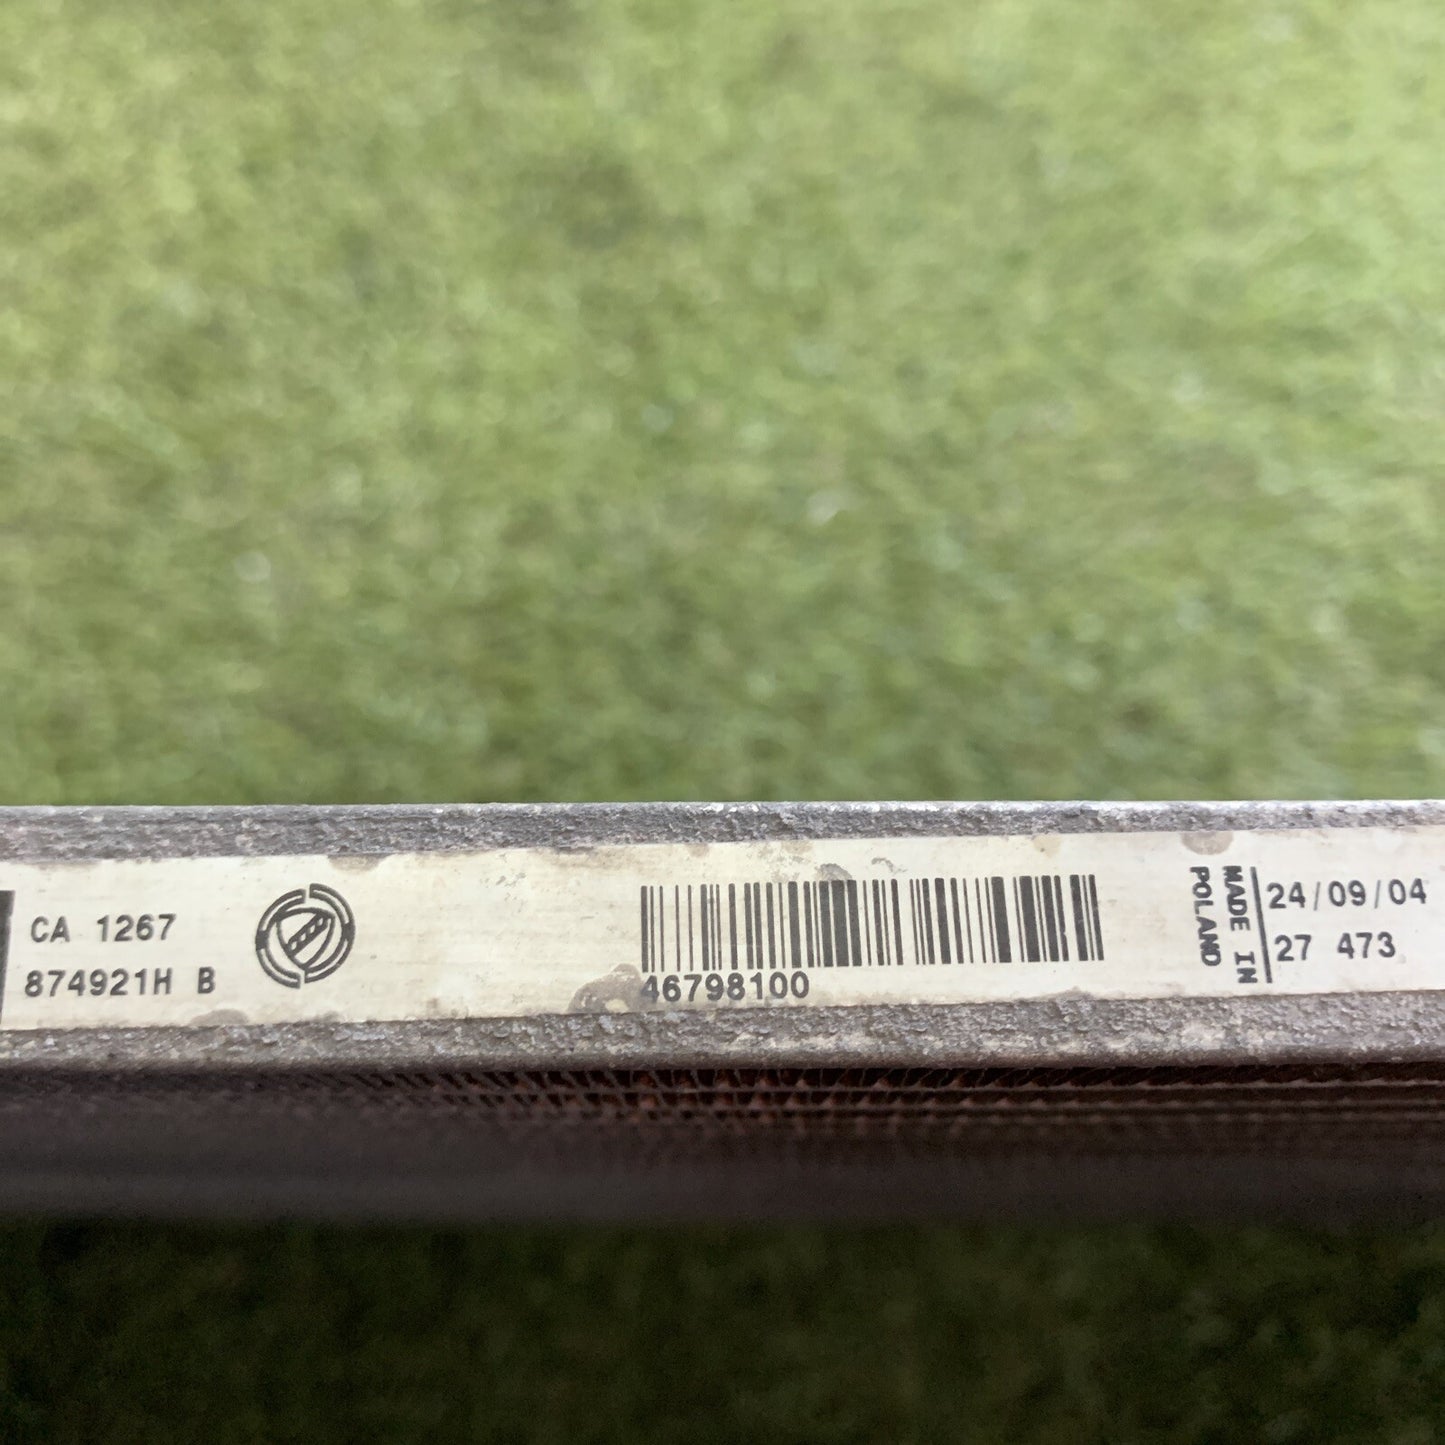 CA 1267
874921H B
46798100
MADE IN
POLAND
24/09/04
27 473